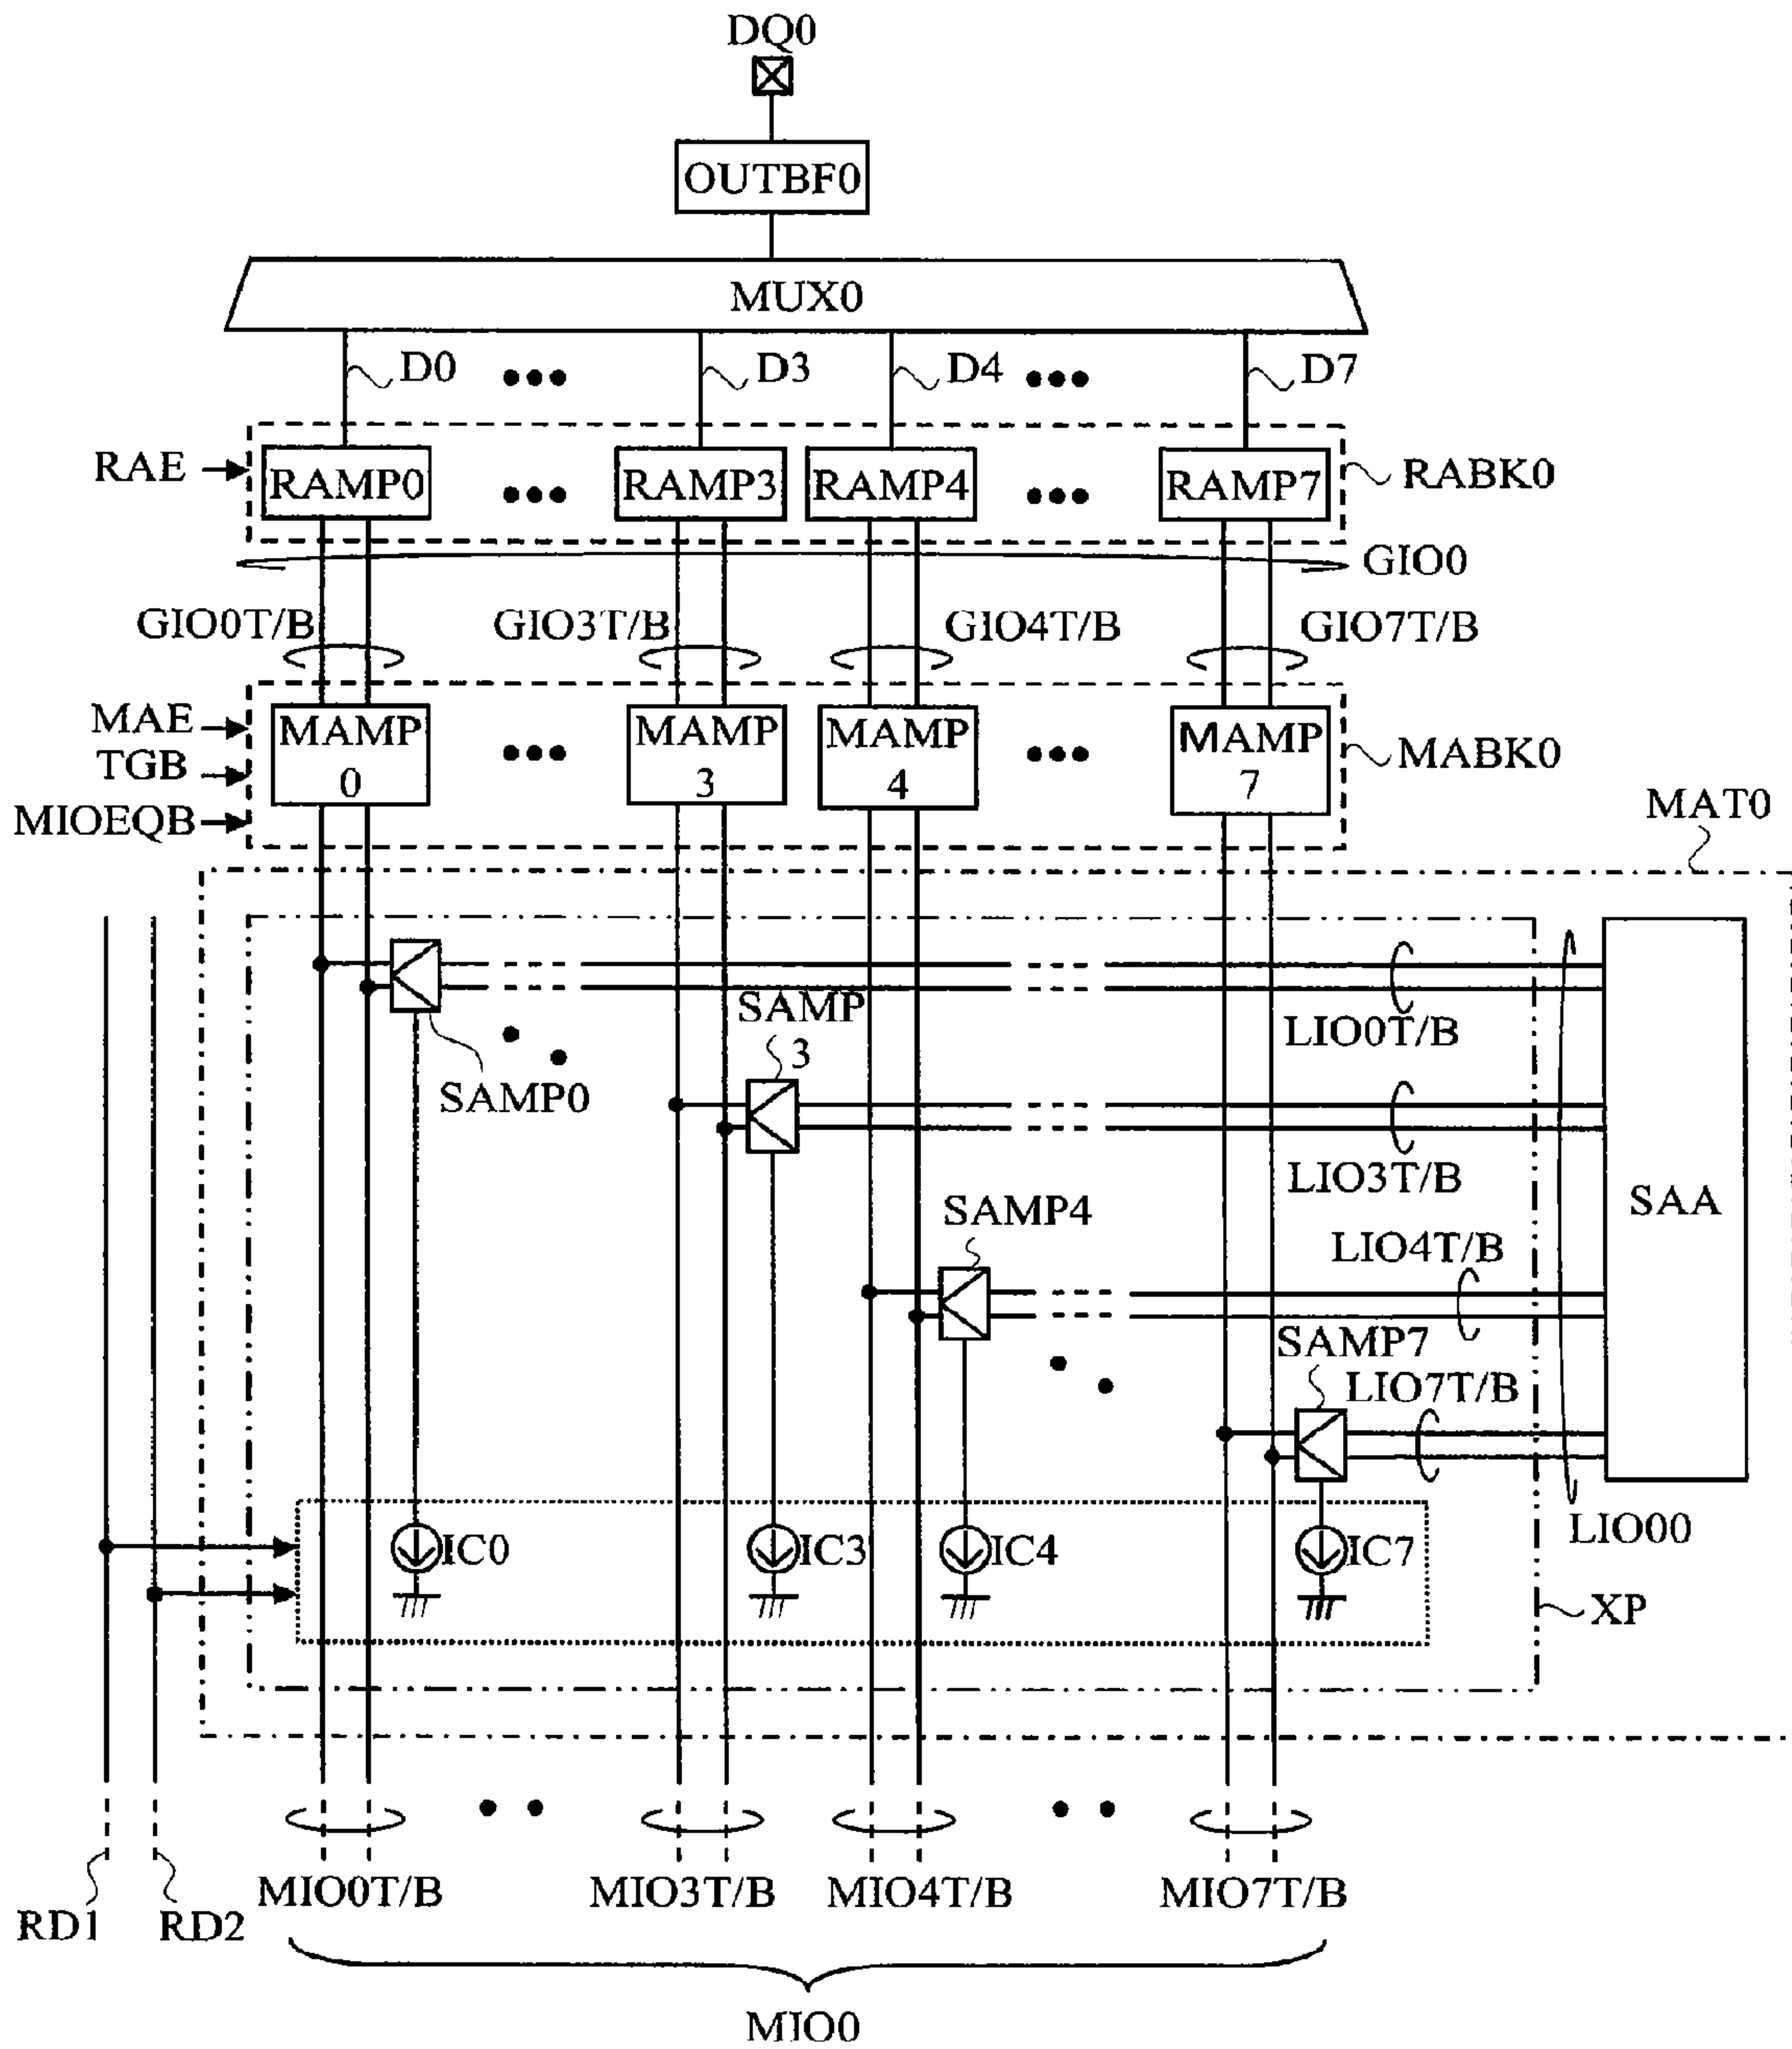 DQ0
OUTBF0
MUX0
D0
D3
D4
D7
RAE
RAMP0
RAMP3
RAMP4
RAMP7
RABK0
GIO0
GIO0T/B
GIO3T/B
GIO4T/B
GIO7T/B
MAE
TGB
MIOEQB
MAMP
0
MAMP
3
MAMP
4
MAMP
7
MABK0
MAT0
SAMP
3
LIO0T/B
SAMP0
LIO3T/B
SAA
SAMP4
LIO4T/B
SAMP7
LIO7T/B
LIO00
IC0
IC3
IC4
IC7
XP
MIO0T/B
MIO3T/B
MIO4T/B
MIO7T/B
RD1
RD2
MIO0